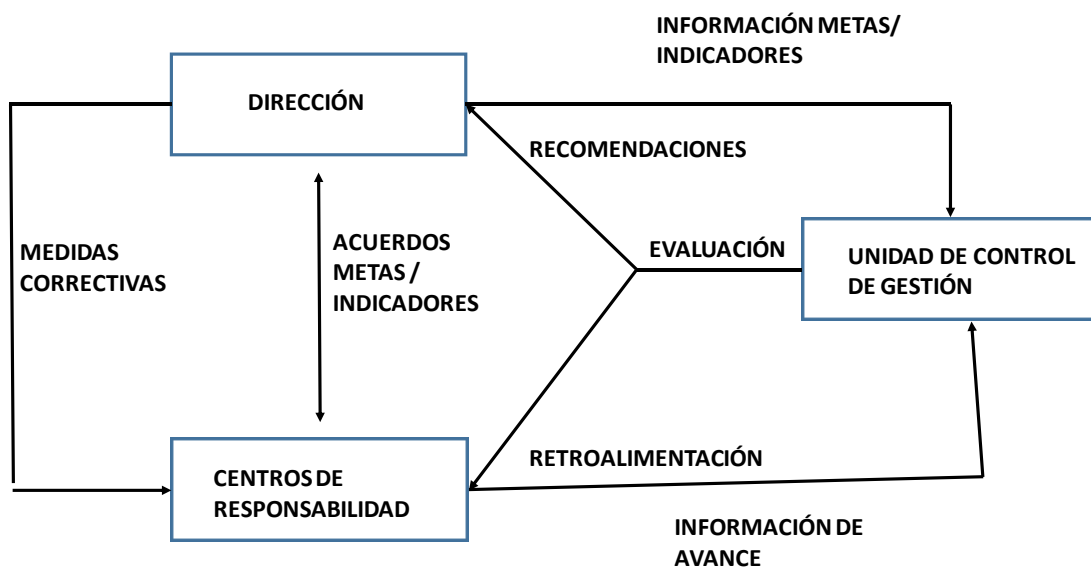 INFORMACIÓN METAS/
INDICADORES
DIRECCIÓN
RECOMENDACIONES
MEDIDAS
CORRECTIVAS
ACUERDOS
METAS /
INDICADORES
EVALUACIÓN
UNIDAD DE CONTROL
DE GESTIÓN
CENTROS DE
RESPONSABILIDAD
RETROALIMENTACIÓN
INFORMACIÓN DE
AVANCE